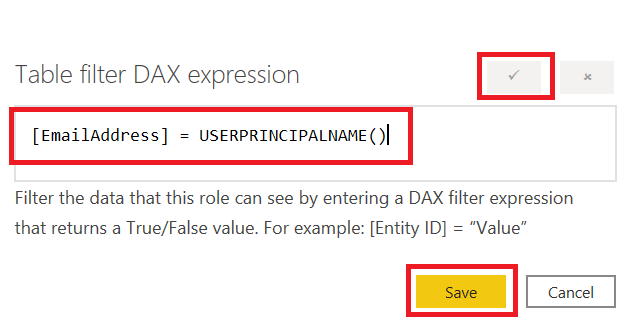 Table filter DAX expression
[EmailAddress] = USERPRINCIPALNAME()
Filter the data that this role can see by entering a DAX filter expression
that returns a True/False value. For example: [Entity ID] = “Value”
Save Cancel